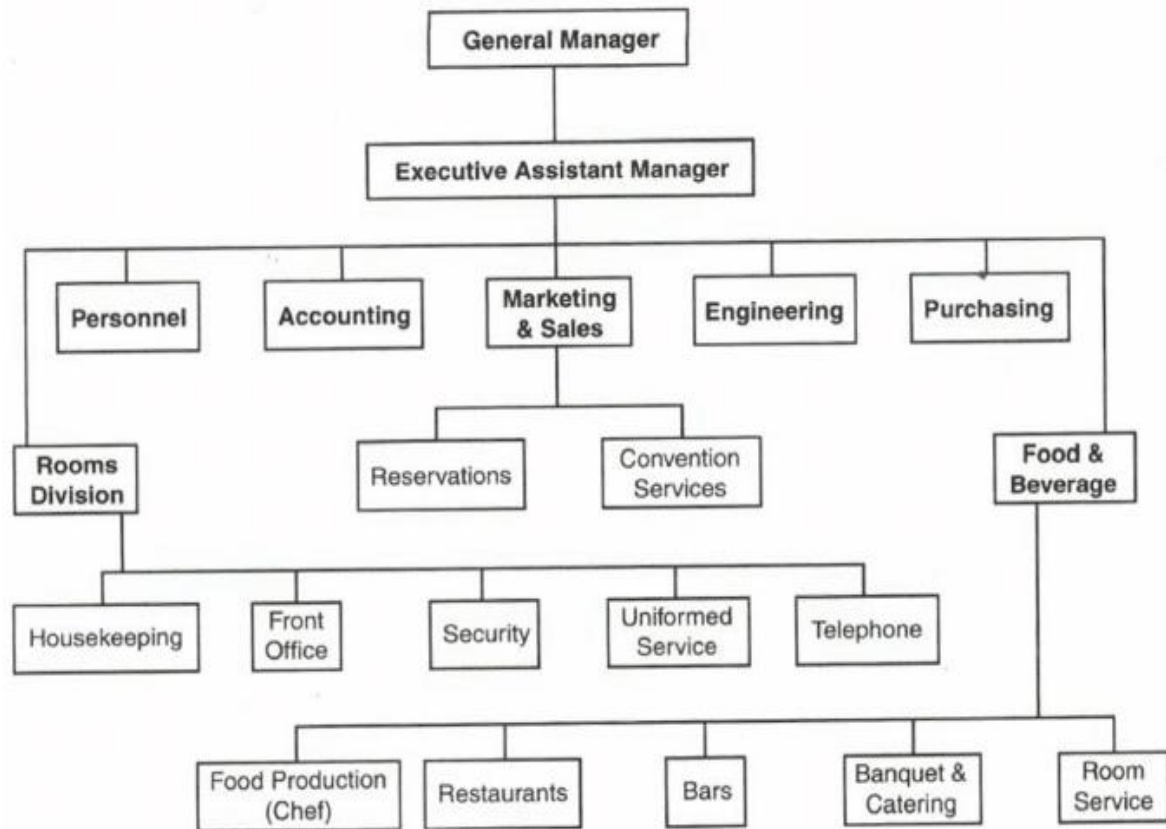 General Manager
Executive Assistant Manager
Personnel
Accounting
Marketing
& Sales
Engineering
Purchasing
Rooms
Division
Reservations
Convention
Services
Food &
Beverage
Housekeeping
Front
Office
Security
Uniformed
Service
Telephone
Food Production
(Chef)
Restaurants
Bars
Banquet &
Catering
Room
Service